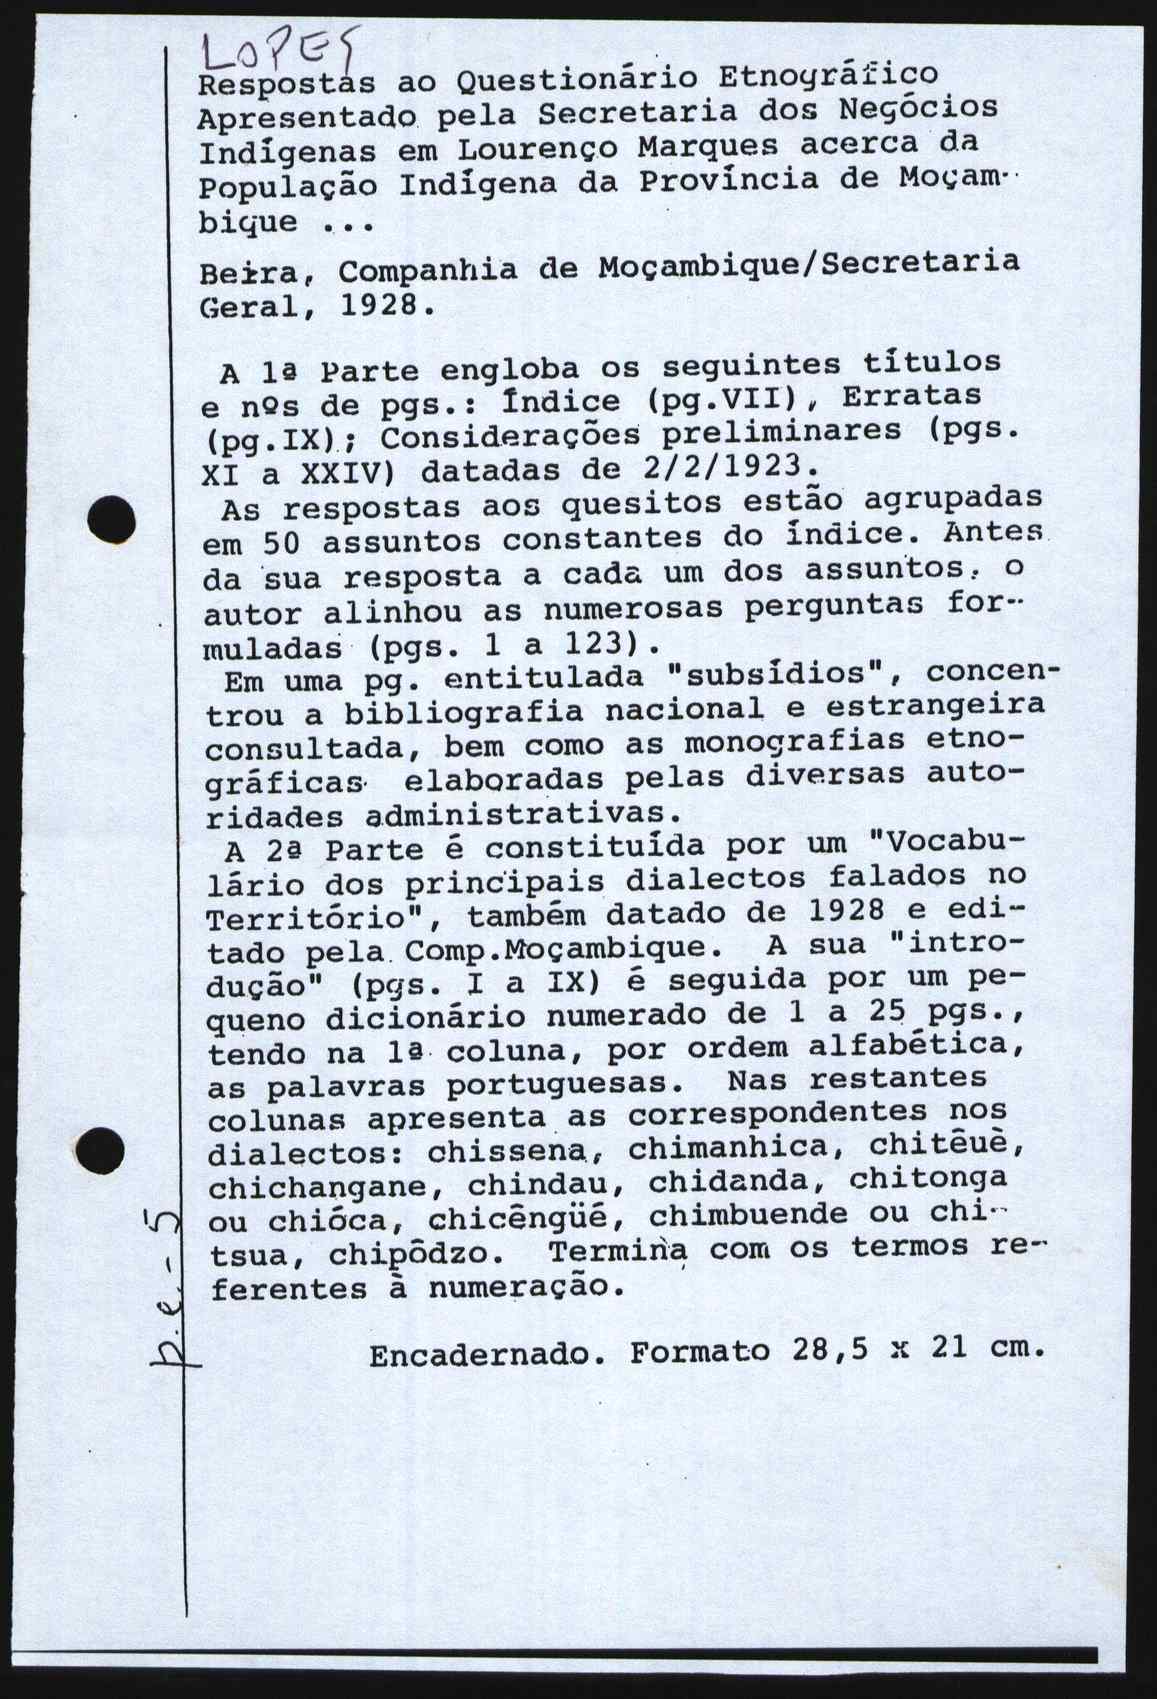 LOPES
Respostas ao Questionário Etnográfico
Apresentado pela Secretaria dos Negócios
Indígenas em Lourenço Marques acerca da
População Indígena da Província de Moçam-
bique ...
Beira, Companhia de Moçambique/Secretaria
Geral, 1928.
A 1ª Parte engloba os seguintes títulos
e nºs de pgs.: Índice (pg.VII), Erratas
(pg.IX); Considerações preliminares (pgs.
XI a XXIV) datadas de 2/2/1923.
As respostas aos quesitos estão agrupadas
em 50 assuntos constantes do índice. Antes
da sua resposta a cada um dos assuntos, o
autor alinhou as numerosas perguntas for-
muladas (pgs. 1 a 123).
Em uma pg. entitulada "subsídios", concen-
trou a bibliografia nacional e estrangeira
consultada, bem como as monografias etno-
gráficas elaboradas pelas diversas auto-
ridades administrativas.
A 2ª Parte é constituída por um "Vocabu-
lário dos principais dialectos falados no
Território", também datado de 1928 e edi-
tado pela Comp.Moçambique. A sua "intro-
dução" (pgs. I a IX) é seguida por um pe-
queno dicionário numerado de 1 a 25 pgs.,
tendo na 1ª coluna, por ordem alfabética,
as palavras portuguesas. Nas restantes
colunas apresenta as correspondentes nos
dialectos: chissena, chimanhica, chitêuè,
chichangane, chindau, chidanda, chitonga
ou chióca, chicêngüé, chimbuende ou chi-
tsua, chipôdzo. Termina com os termos re-
ferentes à numeração.
Encadernado. Formato 28,5 x 21 cm.
p.e. - 5